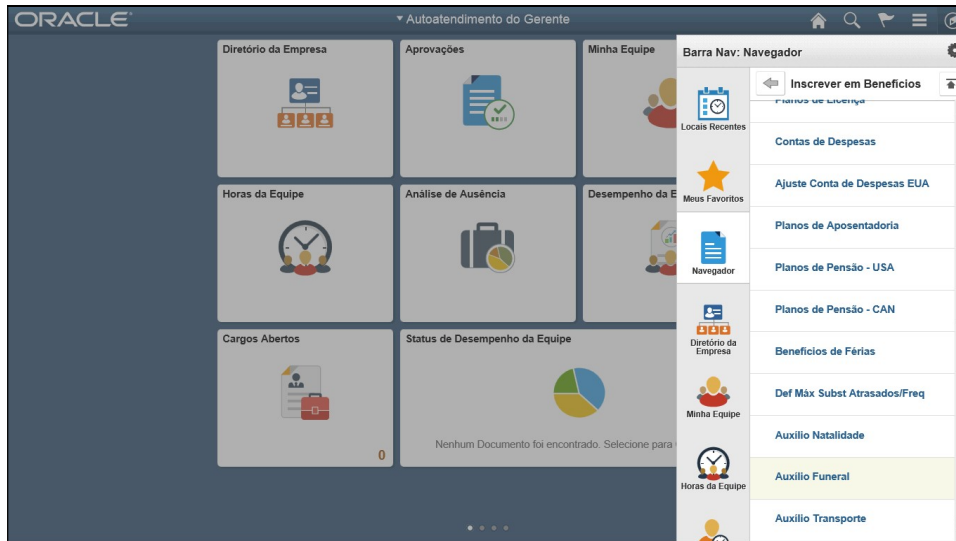 ORACLE
Autoatendimento do Gerente
Diretório da Empresa
Aprovações
Minha Equipe
Horas da Equipe
Análise de Ausência
Desempenho da E
Cargos Abertos
0
Status de Desempenho da Equipe
Nenhum Documento foi encontrado. Selecione para
Barra Nav: Navegador
Locais Recentes
Meus Favoritos
Navegador
Diretório da
Empresa
Minha Equipe
Horas da Equipe
Inscrever em Benefícios
Planos de Licença
Contas de Despesas
Ajuste Conta de Despesas EUA
Planos de Aposentadoria
Planos de Pensão - USA
Planos de Pensão - CAN
Benefícios de Férias
Def Máx Subst Atrasados/Freq
Auxílio Natalidade
Auxílio Funeral
Auxílio Transporte